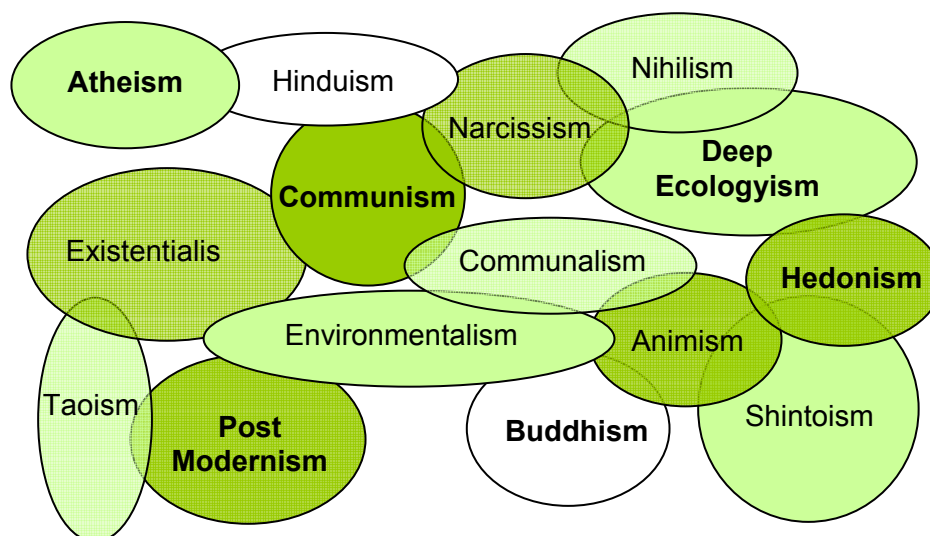 Atheism
Hinduism
Nihilism
Narcissism
Deep
Ecologyism
Communism
Existentialis
Communalism
Hedonism
Environmentalism
Animism
Taoism
Post
Modernism
Buddhism
Shintoism